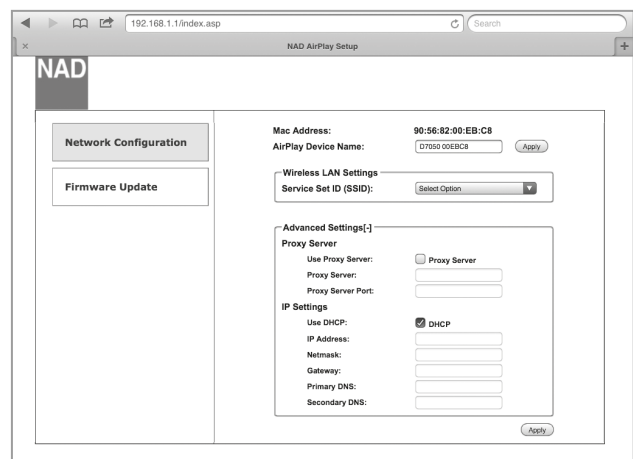 192.168.1.1/index.asp
Search
NAD AirPlay Setup
NAD
Network Configuration
Firmware Update
Mac Address: 90:56:82:00:EB:C8
AirPlay Device Name: D7050 00EBC8 Apply
Wireless LAN Settings
Service Set ID (SSID): Select Option
Advanced Settings[-]
Proxy Server
Use Proxy Server: Proxy Server
Proxy Server:
Proxy Server Port:
IP Settings
Use DHCP: DHCP
IP Address:
Netmask:
Gateway:
Primary DNS:
Secondary DNS:
Apply